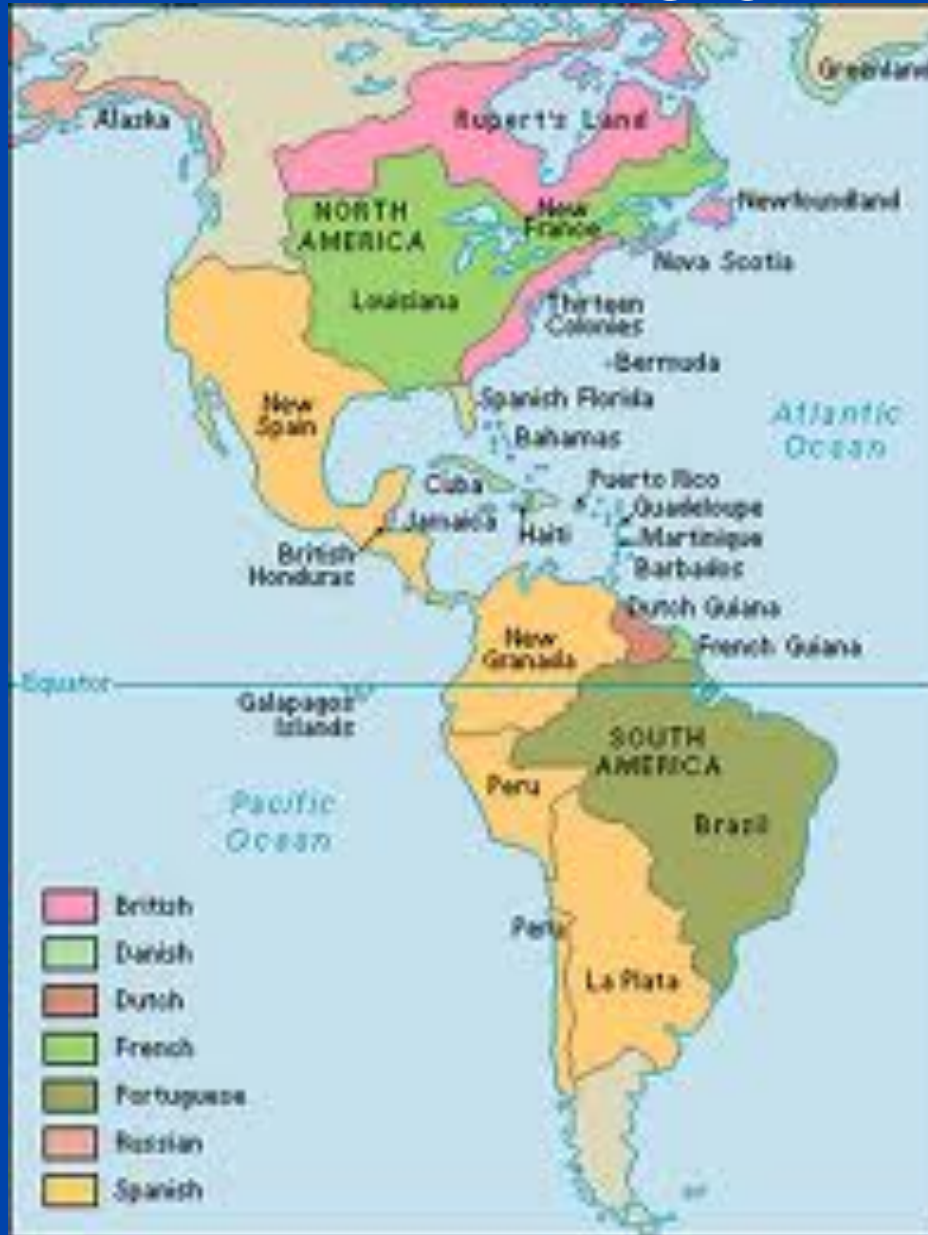 Greenland
Alaska
Rupert's Land
NORTH
AMERICA
New
France
Newfoundland
Nova Scotia
Louisiana
Thirteen
Colonies
Bermuda
Spanish Florida
New
Spain
Atlantic
Ocean
Bahamas
Cuba
Puerto Rico
Jamaica
Haiti
Guadeloupe
Martinique
Barbados
British
Honduras
Dutch Guiana
New
Granada
French Guiana
Equator
Galapagos
Islands
SOUTH
AMERICA
Peru
Brazil
Pacific
Ocean
Peru
La Plata
British
Danish
Dutch
French
Portuguese
Russian
Spanish